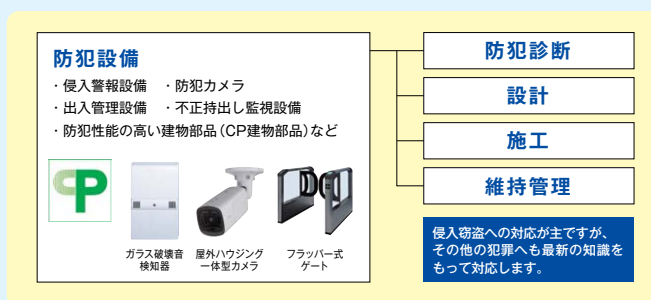 防犯設備
・侵入警報設備 ・防犯カメラ
・出入管理設備 ・不正持出し監視設備
・防犯性能の高い建物部品（CP建物部品）など
CP
ガラス破壊音
検知器
屋外ハウジング
一体型カメラ
フラッパー式
ゲート
防犯診断
設計
施工
維持管理
侵入窃盗への対応が主ですが、
その他の犯罪へも最新の知識を
もって対応します。